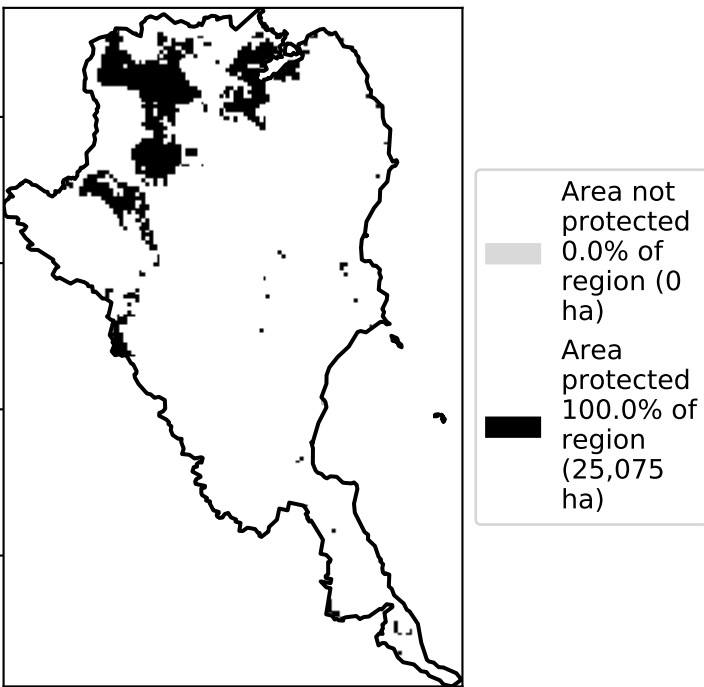 Area not
protected
0.0% of
region (0
ha)
Area
protected
100.0% of
region
(25,075
ha)